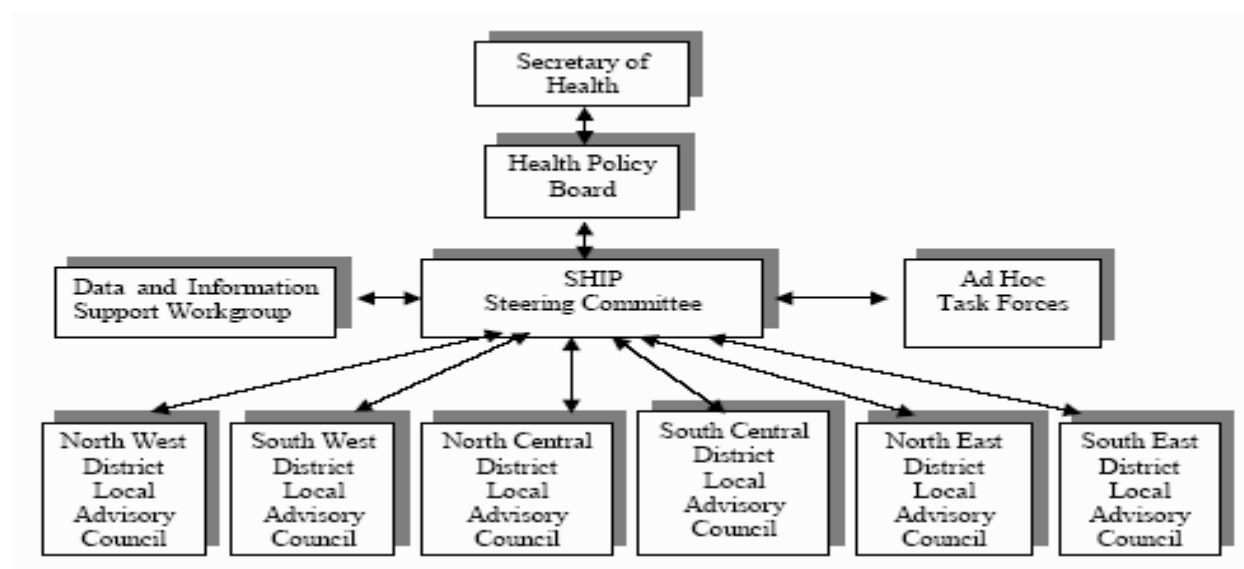 Secretary of
Health
Health Policy
Board
Data and Information
Support Workgroup
SHIP
Steering Committee
Ad Hoc
Task Forces
North West
District
Local
Advisory
Council
South West
District
Local
Advisory
Council
North Central
District
Local
Advisory
Council
South Central
District
Local
Advisory
Council
North East
District
Local
Advisory
Council
South East
District
Local
Advisory
Council